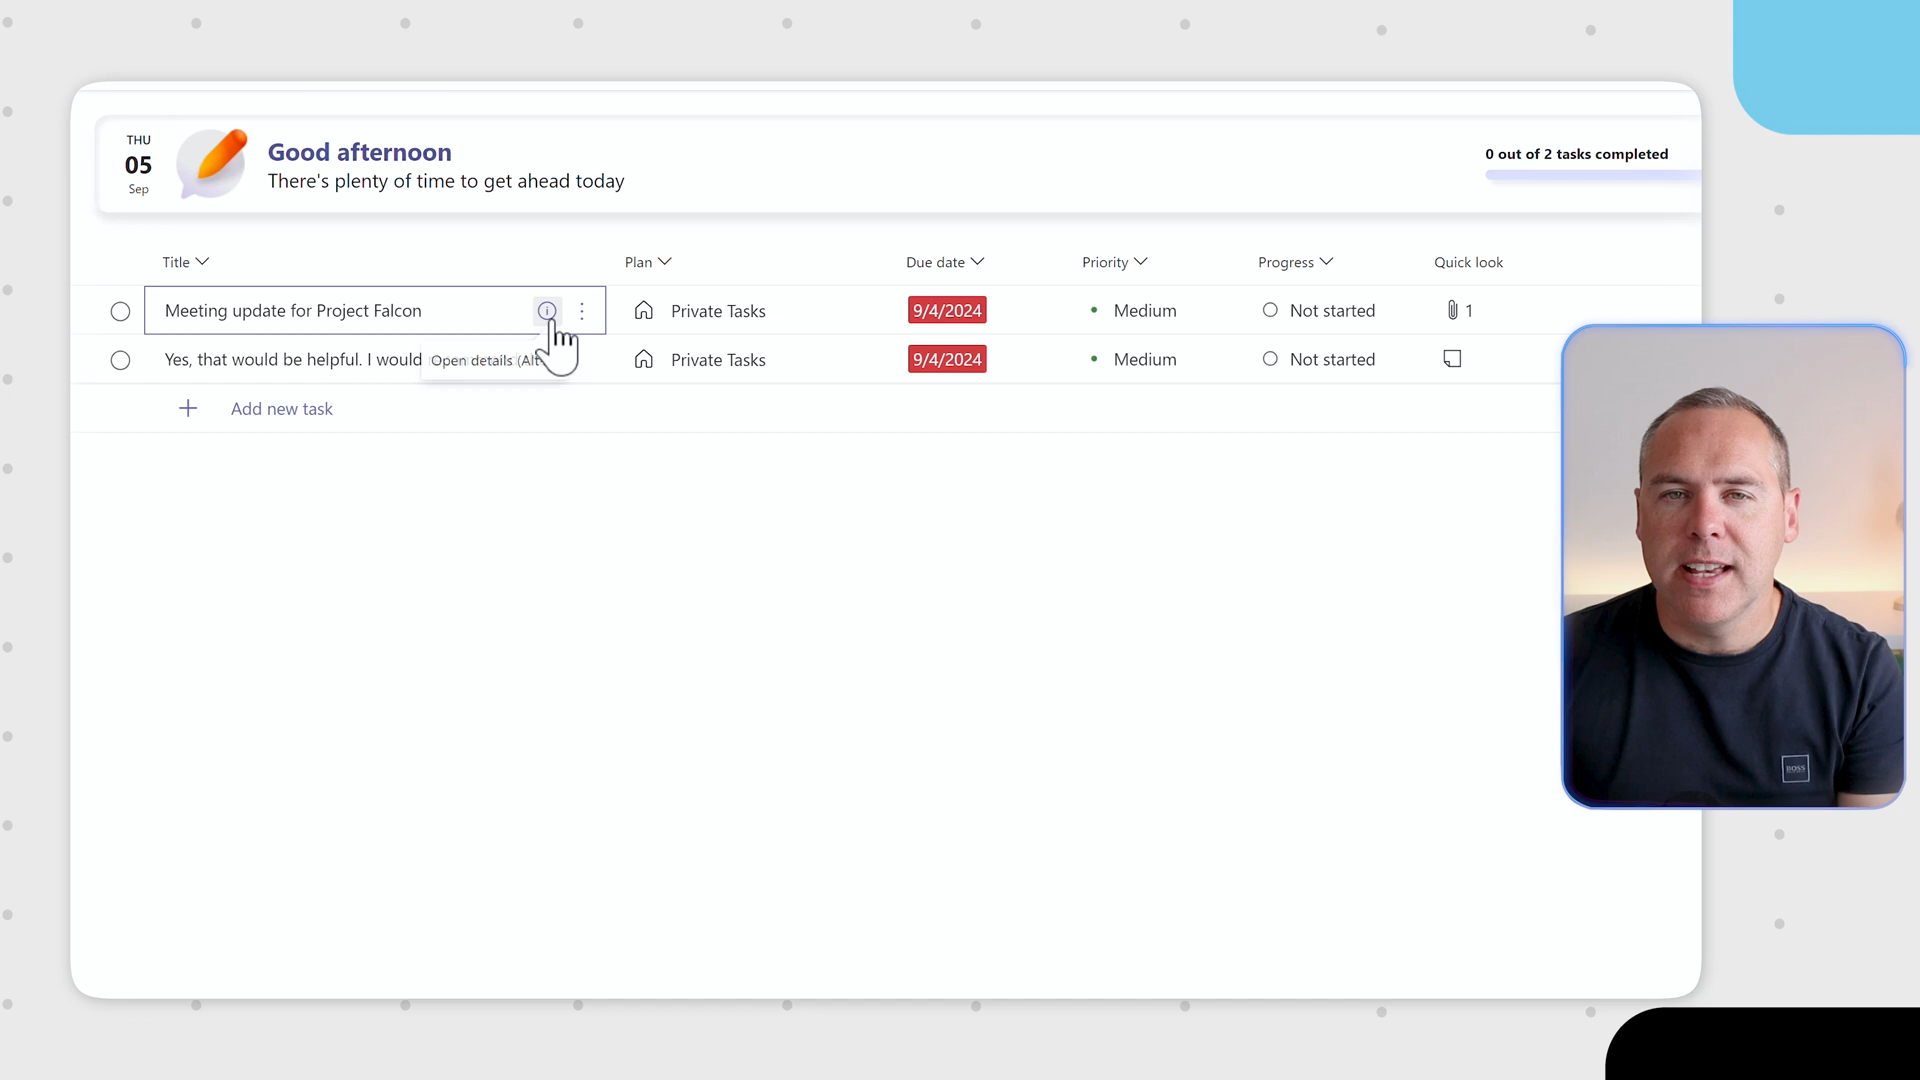 THU
05
Sep
Good afternoon
There's plenty of time to get ahead today
0 out of 2 tasks completed
Title Plan Due date Priority Progress Quick look
Meeting update for Project Falcon Private Tasks 9/4/2024 Medium Not started 1
Yes, that would be helpful. I would Private Tasks 9/4/2024 Medium Not started
Open details (Alt
Add new task
BOSS